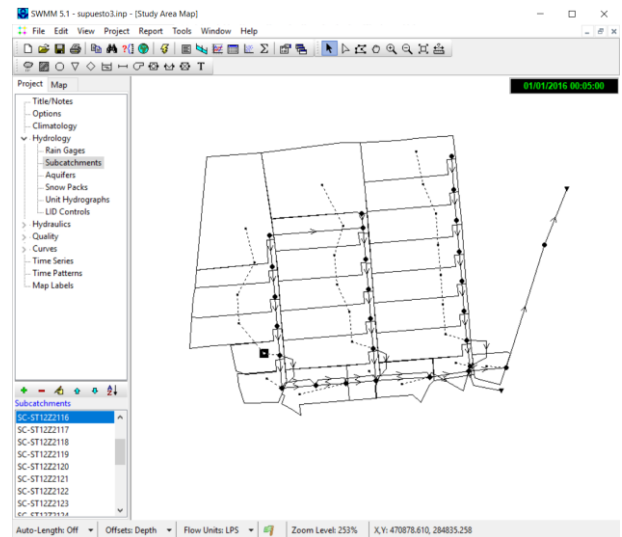 SWMM 5.1 - supuesto3.inp - [Study Area Map]
File Edit View Project Report Tools Window Help
Project Map
01/01/2016 00:05:00
Title/Notes
Options
Climatology
Hydrology
Rain Gages
Subcatchments
Aquifers
Snow Packs
Unit Hydrographs
LID Controls
Hydraulics
Quality
Curves
Time Series
Time Patterns
Map Labels
Subcatchments
SC-ST12Z2116
SC-ST12Z2117
SC-ST12Z2118
SC-ST12Z2119
SC-ST12Z2120
SC-ST12Z2121
SC-ST12Z2122
SC-ST12Z2123
SC-ST12Z2124
Auto-Length: Off Offsets: Depth Flow Units: LPS Zoom Level: 253% X,Y: 470878.610, 284835.258